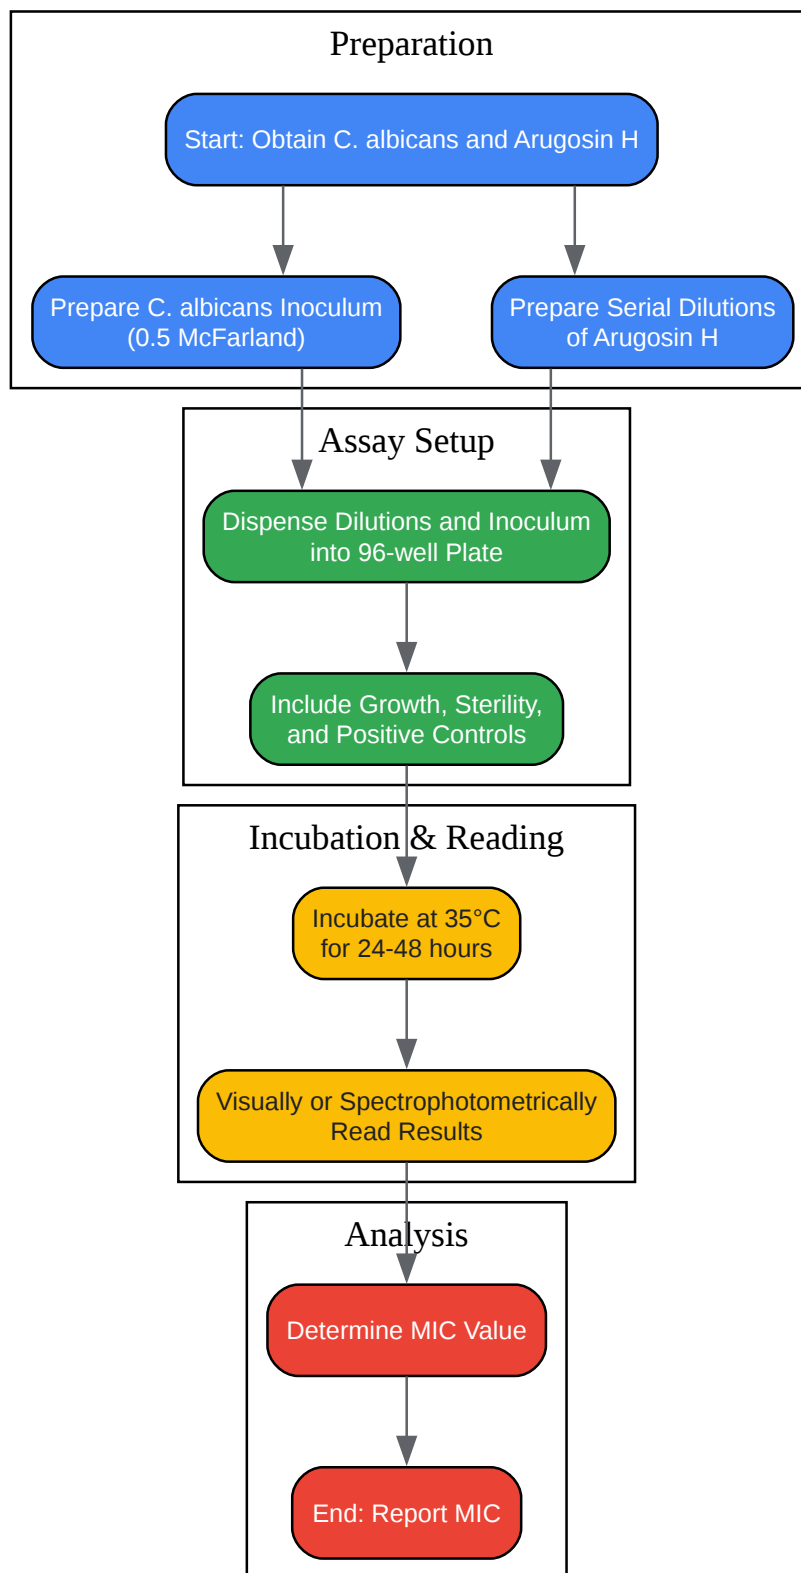 Preparation
Start: Obtain C. albicans and Arugosin H
Prepare C. albicans Inoculum
(0.5 McFarland)
Prepare Serial Dilutions
of Arugosin H
Assay Setup
Dispense Dilutions and Inoculum
into 96-well Plate
Include Growth, Sterility,
and Positive Controls
Incubation & Reading
Incubate at 35°C
for 24-48 hours
Visually or Spectrophotometrically
Read Results
Analysis
Determine MIC Value
End: Report MIC